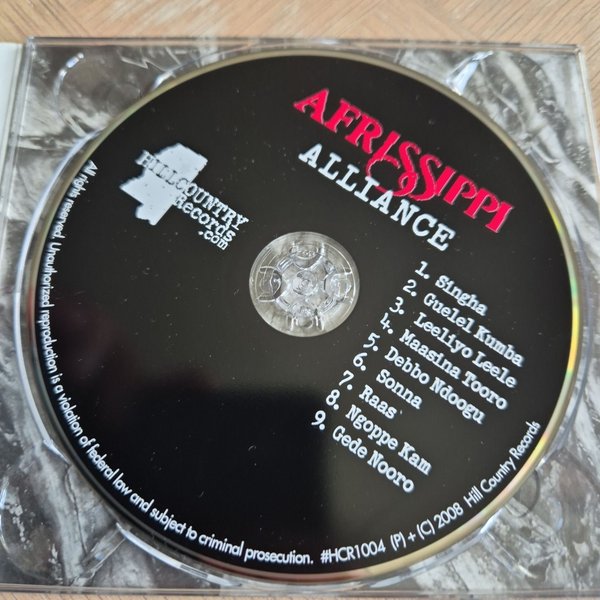 AFRISSIPPI
ALLIANCE
HILLCOUNTRY
Records
.com
1. Singha
2. Guelel Kumba
3. Leeliyo Leele
4. Maasina Tooro
5. Debbo Ndoogu
6. Sonna
7. Raas
8. Ngoppe Kam
9. Gede Nooro
All rights reserved. Unauthorized reproduction is a violation of federal law and subject to criminal prosecution. #HCR1004 (P) + (C) 2008 Hill Country Records